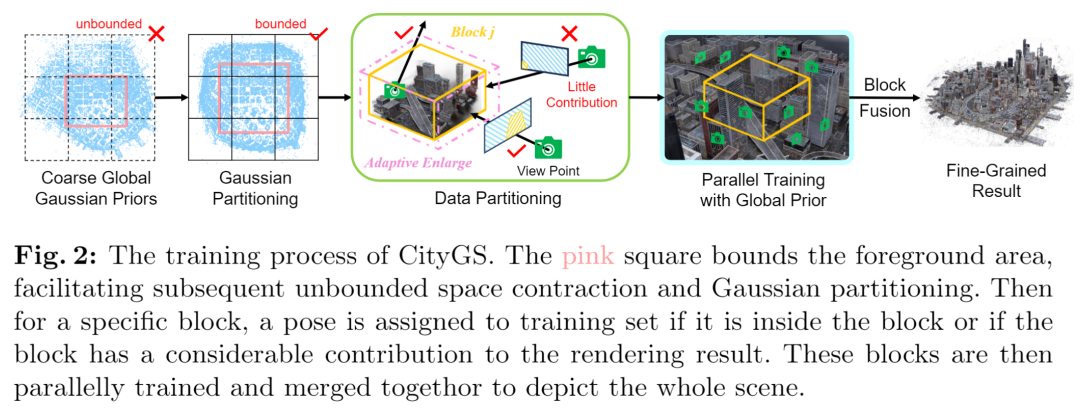 unbounded
bounded
Block j
Little
Contribution
Adaptive Enlarge
View Point
Block
Fusion
Coarse Global
Gaussian Priors
Gaussian
Partitioning
Data Partitioning
Parallel Training
with Global Prior
Fine-Grained
Result
Fig. 2: The training process of CityGS. The pink square bounds the foreground area,
facilitating subsequent unbounded space contraction and Gaussian partitioning. Then
for a specific block, a pose is assigned to training set if it is inside the block or if the
block has a considerable contribution to the rendering result. These blocks are then
parallelly trained and merged togethor to depict the whole scene.